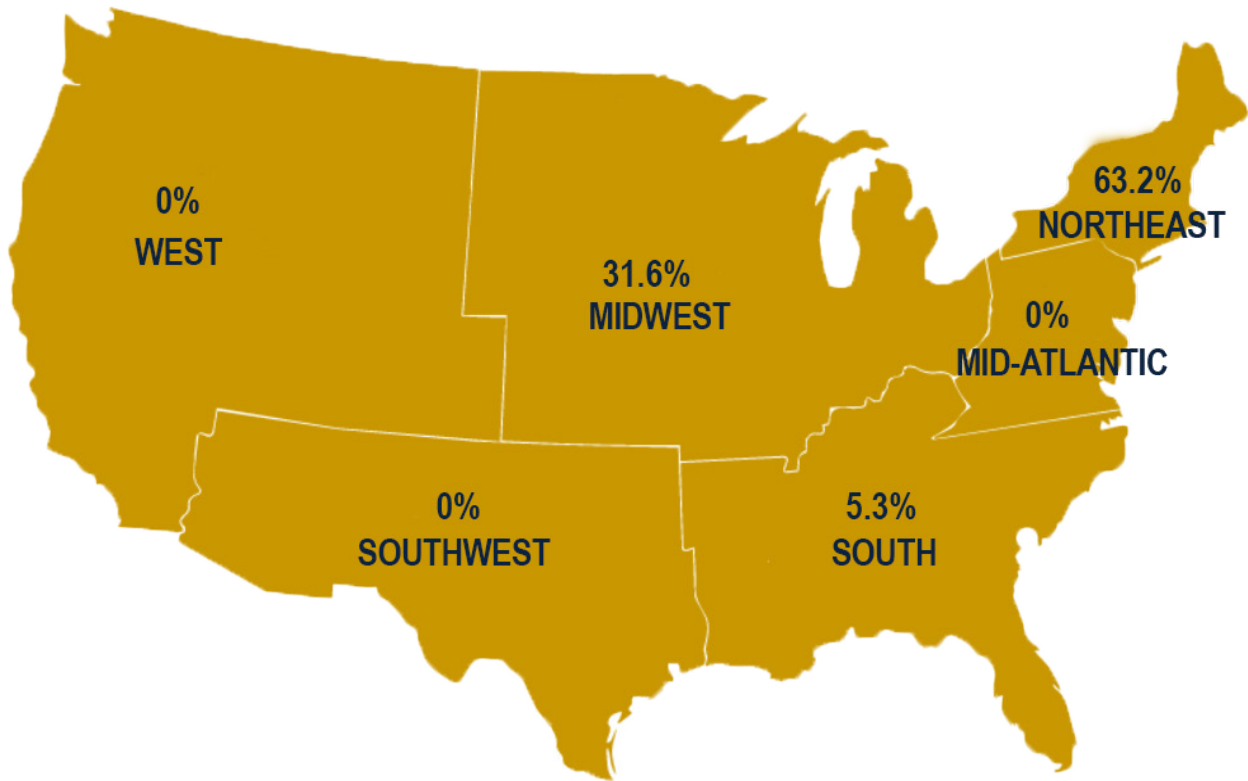 63.2%
NORTHEAST
0%
WEST
31.6%
MIDWEST
0%
MID-ATLANTIC
0%
SOUTHWEST
5.3%
SOUTH